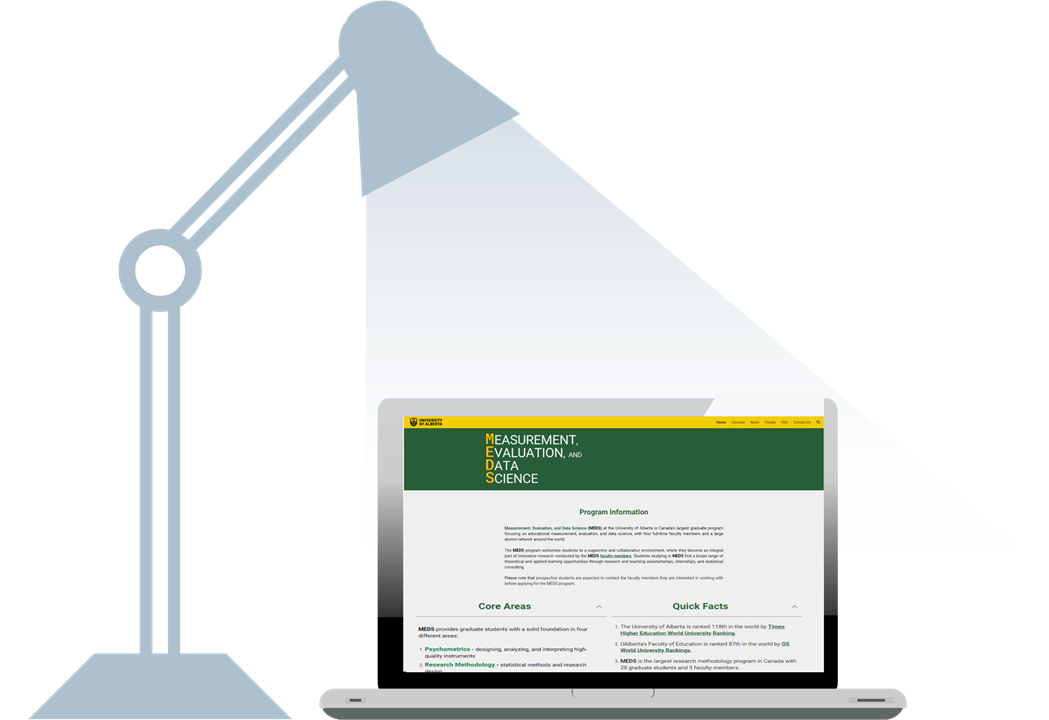 UNIVERSITY
OF ALBERTA
Home Courses News People FAQ Contact Us
MEASUREMENT,
EVALUATION, AND
DATA
SCIENCE
Program Information
Measurement, Evaluation, and Data Science (MEDS) at the University of Alberta is Canada's largest graduate program
focusing on educational measurement, evaluation, and data science, with four full-time faculty members and a large
alumni network around the world.
The MEDS program welcomes students to a supportive and collaborative environment, where they become an integral
part of innovative research conducted by the MEDS faculty members. Students studying in MEDS find a broad range of
theoretical and applied learning opportunities through research and teaching assistantships, internships, and statistical
consulting.
Please note that prospective students are expected to contact the faculty members they are interested in working with
before applying for the MEDS program.
Core Areas
MEDS provides graduate students with a solid foundation in four
different areas:
1. Psychometrics - designing, analyzing, and interpreting high-
quality instruments
2. Research Methodology - statistical methods and research
design
Quick Facts
1. The University of Alberta is ranked 118th in the world by Times
Higher Education World University Ranking.
2. UAlberta's Faculty of Education is ranked 87th in the world by QS
World University Rankings.
3. MEDS is the largest research methodology program in Canada with
28 graduate students and 5 faculty members.